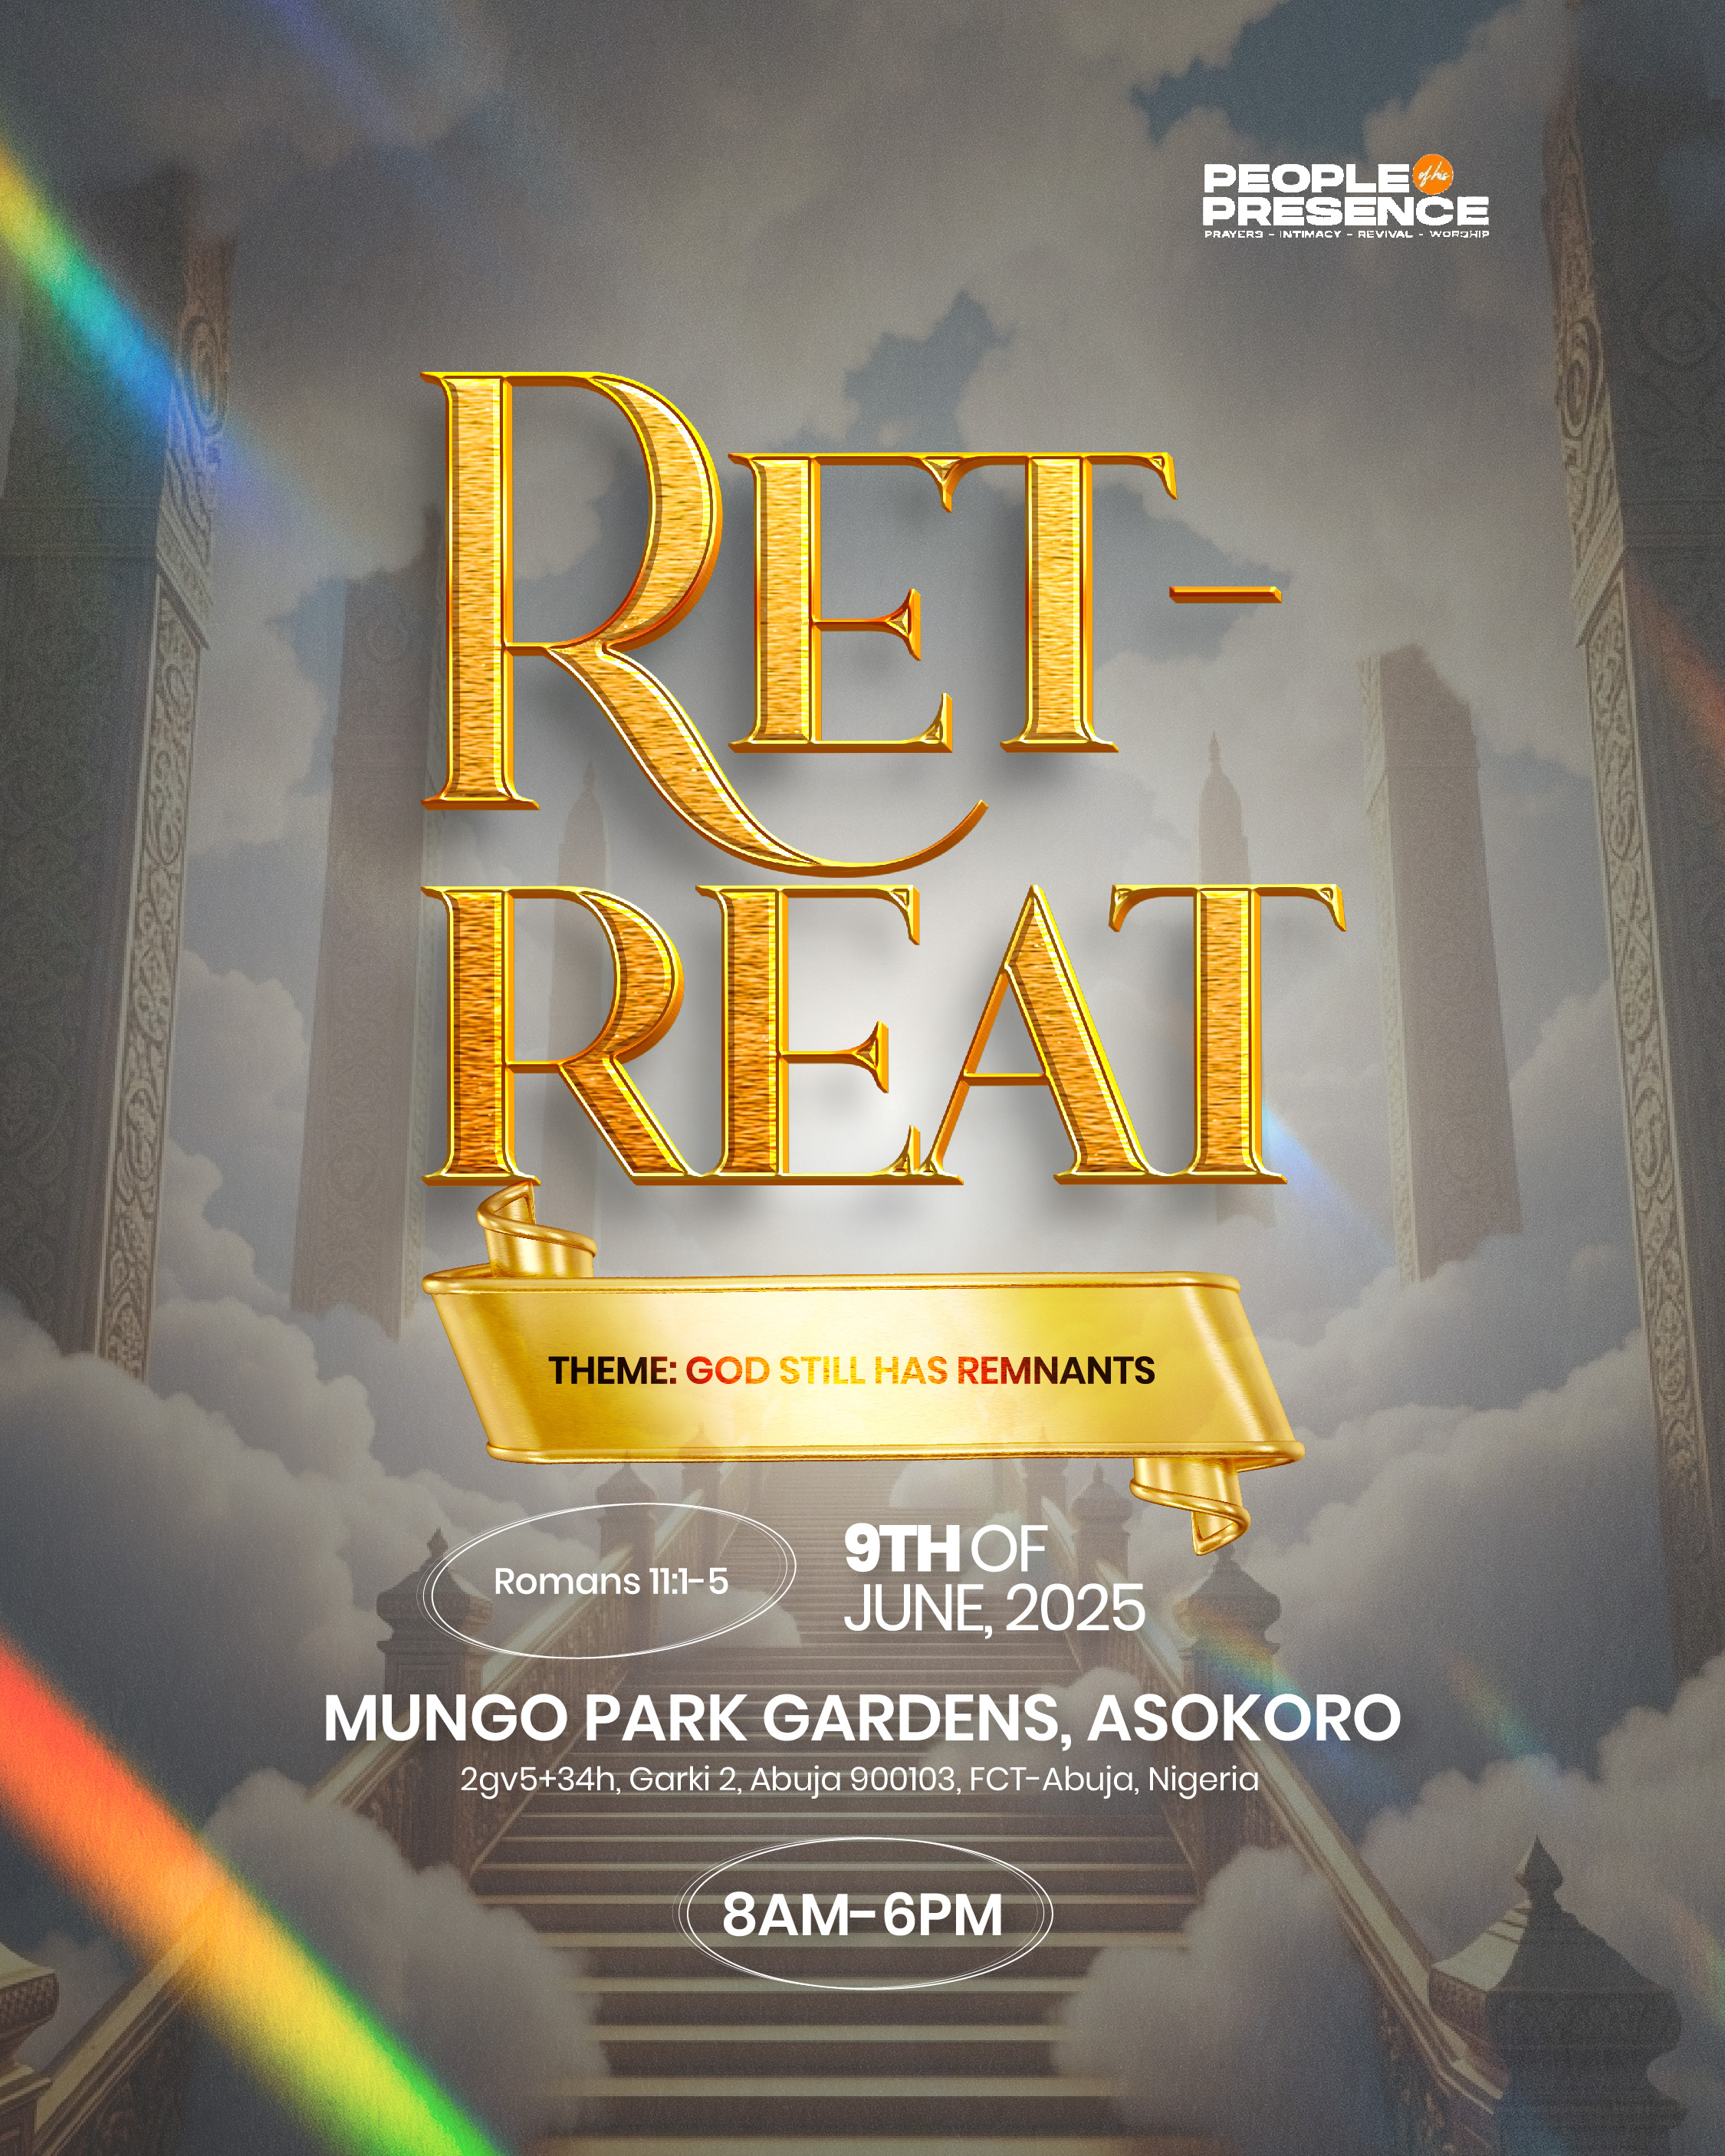 PEOPLE of his
PRESENCE
PRAYERS - INTIMACY - REVIVAL - WORSHIP
RET-
REAT
THEME: GOD STILL HAS REMNANTS
Romans 11:1-5
9TH OF
JUNE, 2025
MUNGO PARK GARDENS, ASOKORO
2gv5+34h, Garki 2, Abuja 900103, FCT-Abuja, Nigeria
8AM-6PM